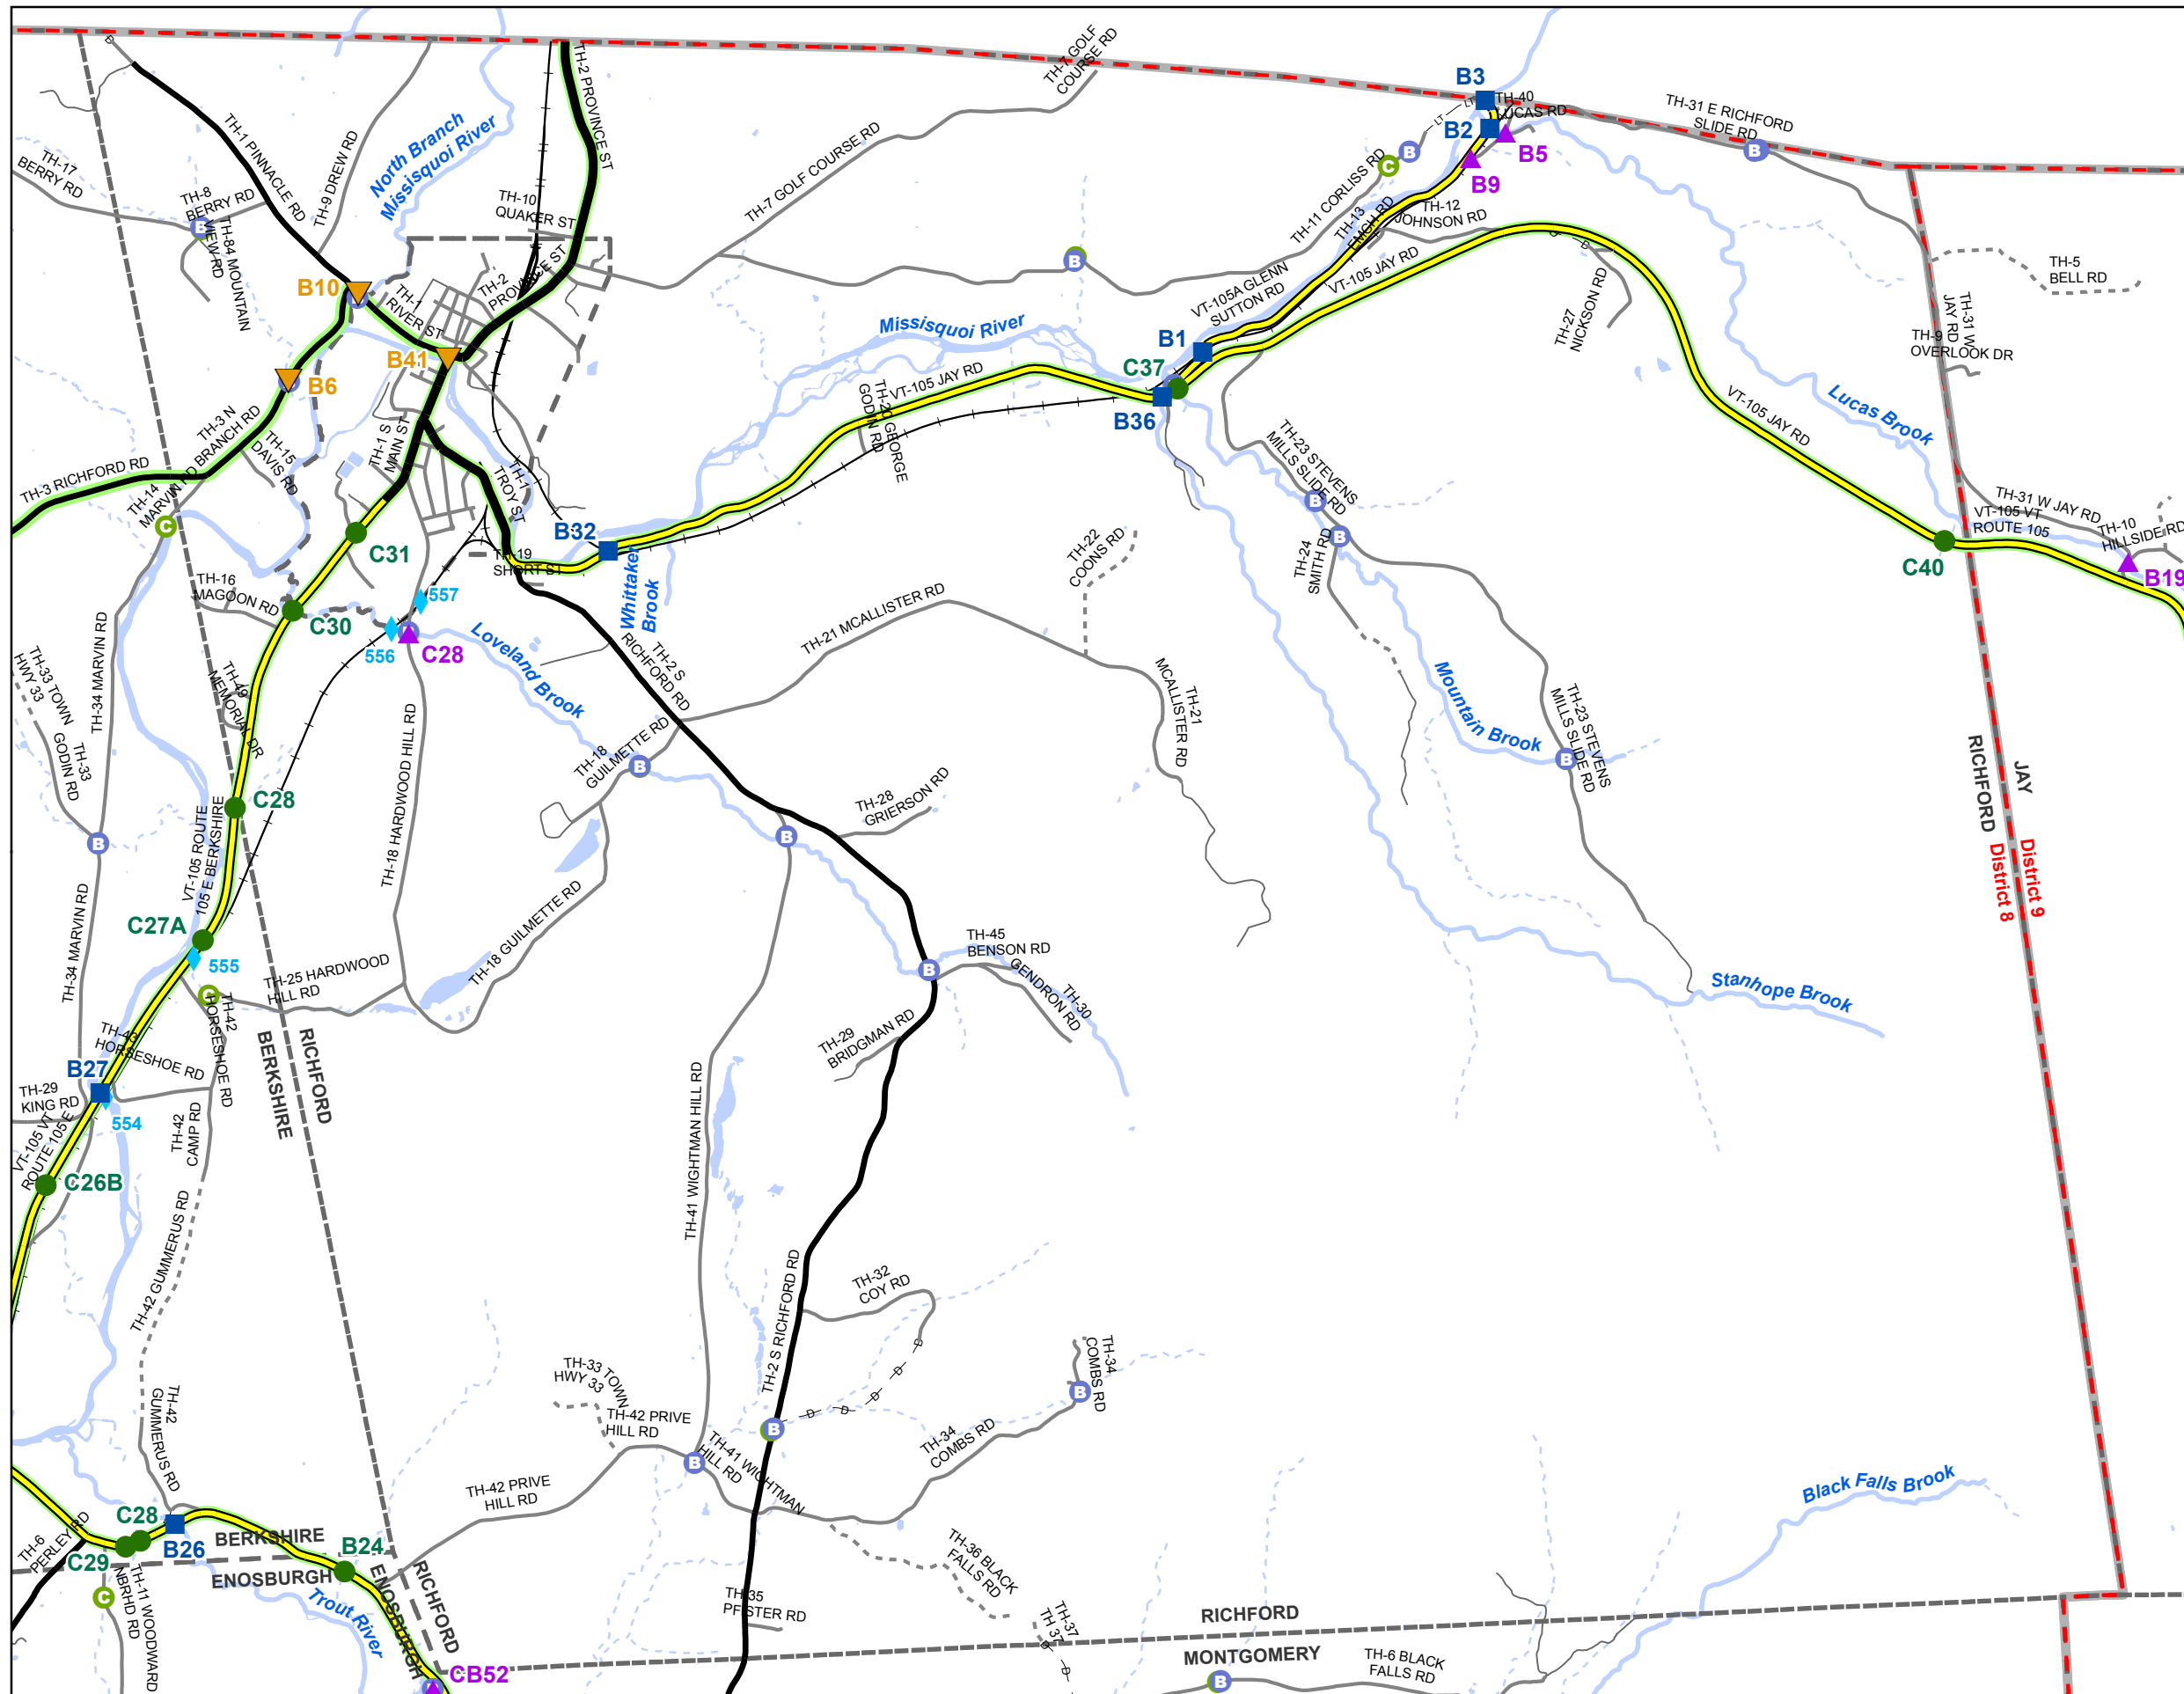 TH-7 GOLF
COURSE RD
B3
TH-40
LUCAS RD
LT
LT
B2
B5
B9
TH-31 E RICHFORD
SLIDE RD
B
B
C
D
TH-1 PINNACLE RD
TH-9 DREW RD
North Branch
Missisquoi River
TH-2 PROVINCE ST
TH-17
BERRY RD
TH-8
BERRY RD
B
TH-84 MOUNTAIN
VIEW RD
TH-10
QUAKER ST
TH-7 GOLF COURSE RD
TH-11 CORLISS RD
TH-13
EMCH RD
TH-12
JOHNSON RD
D
B
TH-5
BELL RD
B10
TH-1
RIVER ST
TH-2
PROVINCE ST
B41
B6
Missisquoi River
VT-105A GLENN
SUTTON RD
VT-105 JAY RD
TH-27
NICKSON RD
TH-31 W
JAY RD
TH-9
OVERLOOK DR
B1
C37
B36
VT-105 JAY RD
TH-20 GEORGE
GODIN RD
VT-105 JAY RD
Lucas Brook
TH-3 RICHFORD RD
TH-3 N
BRANCH RD
TH-14
MARVIN RD
TH-15
DAVIS RD
C
TH-1 S
MAIN ST
TH-1
TROY ST
C31
B32
TH-19
SHORT ST
Whittaker
Brook
TH-23 STEVENS
MILLS SLIDE RD
B
B
TH-24
SMITH RD
TH-22
COONS RD
TH-31 W JAY RD
VT-105 VT
ROUTE 105
TH-10
HILLSIDE RD
C40
B19
TH-16
MAGOON RD
C30
557
556
C28
Loveland Brook
TH-2 S
RICHFORD RD
TH-21 MCALLISTER RD
TH-21
MCALLISTER RD
Mountain Brook
TH-23 STEVENS
MILLS SLIDE RD
B
TH-33 TOWN
HWY 33
TH-33
GODIN RD
TH-34 MARVIN RD
TH-49
MEMORIAL DR
TH-18 HARDWOOD HILL RD
TH-18
GUILMETTE RD
B
RICHFORD
JAY
District 8
District 9
C28
B
VT-105 ROUTE
105 E BERKSHIRE
TH-28
GRIERSON RD
B
TH-34 MARVIN RD
C27A
555
C
TH-25 HARDWOOD
HILL RD
TH-18 GUILMETTE RD
TH-45
BENSON RD
B
TH-30
GENDRON RD
Stanhope Brook
TH-42
HORSESHOE RD
TH-43
HORSESHOE RD
BERKSHIRE
RICHFORD
TH-29
BRIDGMAN RD
B27
TH-29
KING RD
554
VT-105 VT
ROUTE 105 E
TH-42
CAMP RD
C26B
TH-41 WIGHTMAN HILL RD
TH-42 GUMMERUS RD
TH-2 S RICHFORD RD
TH-32
COY RD
D
D
D
D
D
TH-34
COMBS RD
B
TH-33 TOWN
HWY 33
TH-42
GUMMERUS RD
TH-42 PRIVE
HILL RD
B
TH-41 WIGHTMAN
HILL RD
B
TH-34
COMBS RD
TH-42 PRIVE
HILL RD
Black Falls Brook
C28
B26
C29
TH-6
PERLEY RD
BERKSHIRE
ENOSBURGH
B24
C
TH-11 WOODWARD
NBRHD RD
Trout River
ENOSBURGH
RICHFORD
CB52
TH-36 BLACK
FALLS RD
TH-35
PFISTER RD
TH-37
TH 37
D
D
RICHFORD
MONTGOMERY
B
TH-6 BLACK
FALLS RD